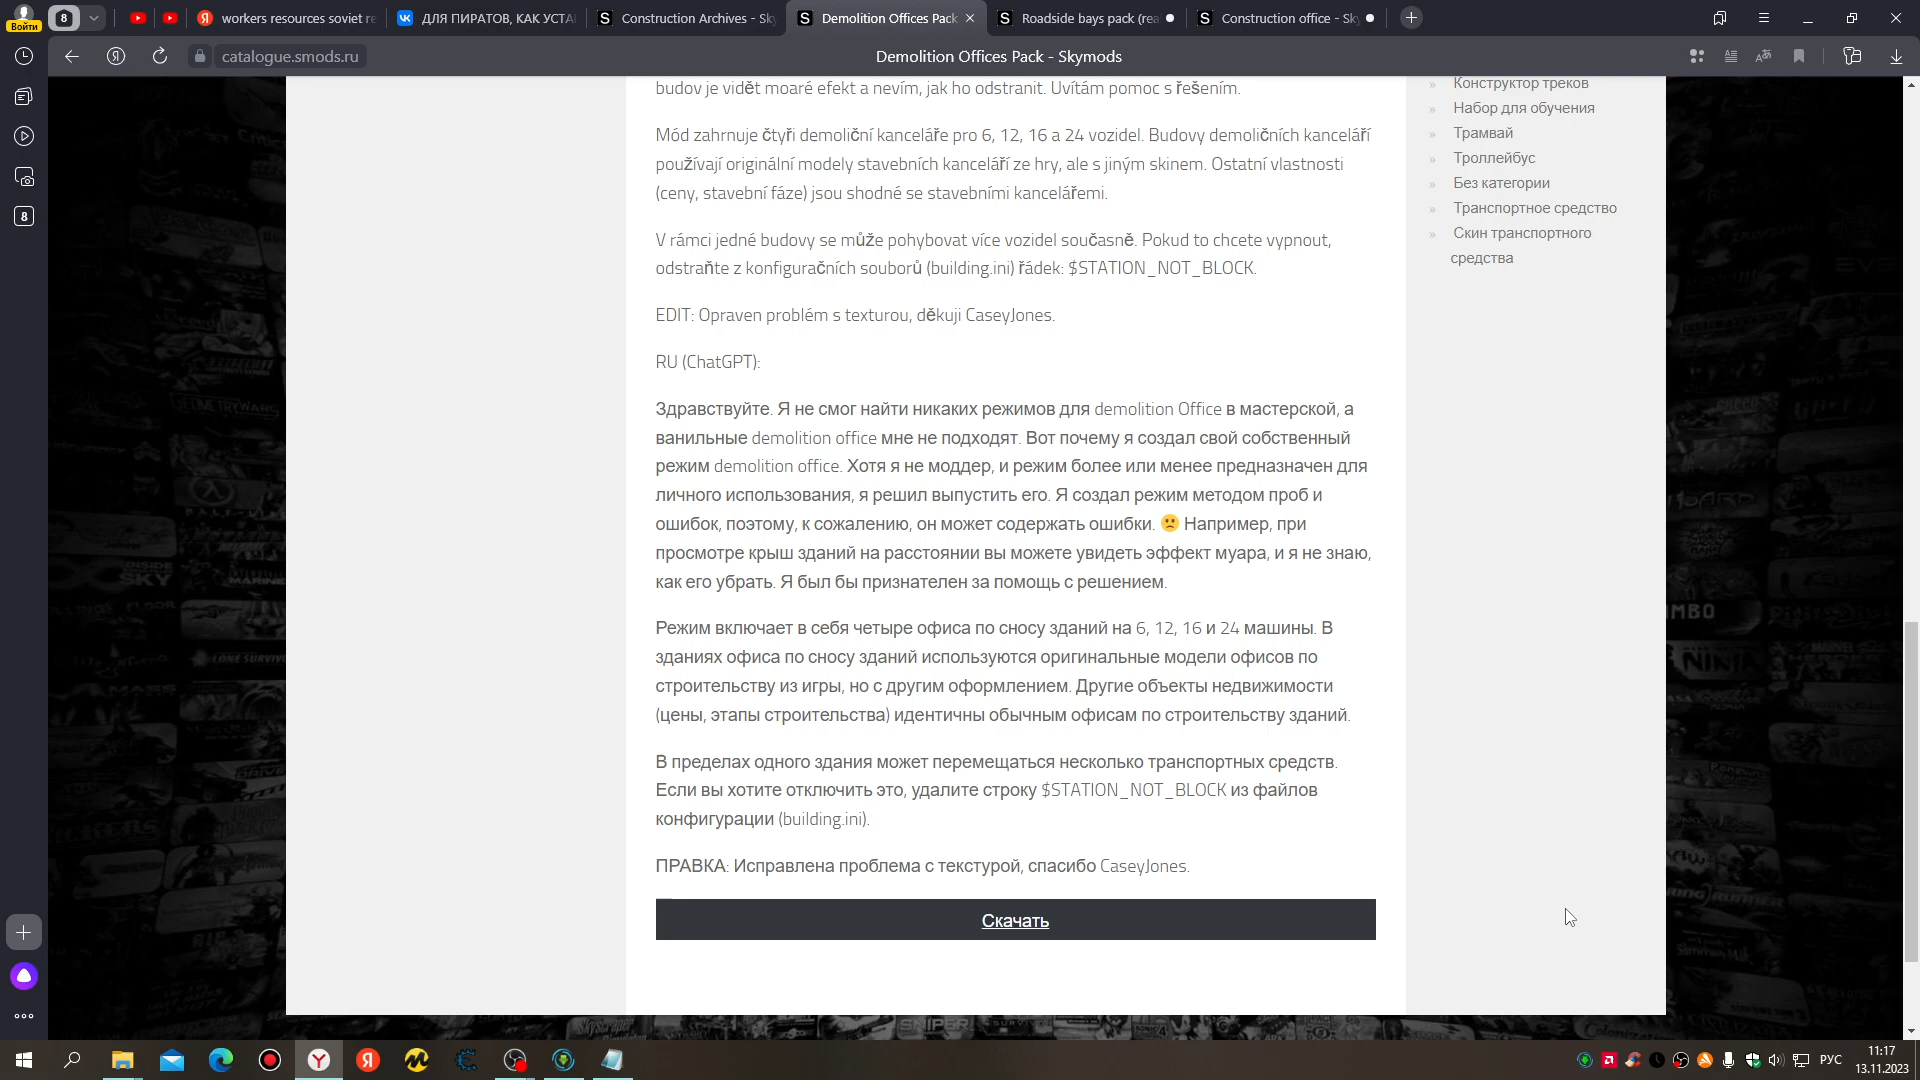 8
workers resources soviet re
ДЛЯ ПИРАТОВ, КАК УСТАН
Construction Archives - Sky
Demolition Offices Pack
Roadside bays pack (rea
Construction office - Sky
Войти
catalogue.smods.ru
Demolition Offices Pack - Skymods
8
budov je vidět moaré efekt a nevím, jak ho odstranit. Uvítám pomoc s řešením.
Mód zahrnuje čtyři demoliční kanceláře pro 6, 12, 16 a 24 vozidel. Budovy demoličních kanceláří
používají originální modely stavebních kanceláří ze hry, ale s jiným skinem. Ostatní vlastnosti
(ceny, stavební fáze) jsou shodné se stavebními kancelářemi.
V rámci jedné budovy se může pohybovat více vozidel současně. Pokud to chcete vypnout,
odstraňte z konfiguračních souborů (building.ini) řádek: $STATION_NOT_BLOCK.
EDIT: Opraven problém s texturou, děkuji CaseyJones.
RU (ChatGPT):
Здравствуйте. Я не смог найти никаких режимов для demolition Office в мастерской, а
ванильные demolition office мне не подходят. Вот почему я создал свой собственный
режим demolition office. Хотя я не моддер, и режим более или менее предназначен для
личного использования, я решил выпустить его. Я создал режим методом проб и
ошибок, поэтому, к сожалению, он может содержать ошибки. 🙁 Например, при
просмотре крыш зданий на расстоянии вы можете увидеть эффект муара, и я не знаю,
как его убрать. Я был бы признателен за помощь с решением.
Режим включает в себя четыре офиса по сносу зданий на 6, 12, 16 и 24 машины. В
зданиях офиса по сносу зданий используются оригинальные модели офисов по
строительству из игры, но с другим оформлением. Другие объекты недвижимости
(цены, этапы строительства) идентичны обычным офисам по строительству зданий.
В пределах одного здания может перемещаться несколько транспортных средств.
Если вы хотите отключить это, удалите строку $STATION_NOT_BLOCK из файлов
конфигурации (building.ini).
ПРАВКА: Исправлена проблема с текстурой, спасибо CaseyJones.
Скачать
» Конструктор треков
» Набор для обучения
» Трамвай
» Троллейбус
» Без категории
» Транспортное средство
» Скин транспортного
средства
РУС
11:17
13.11.2023